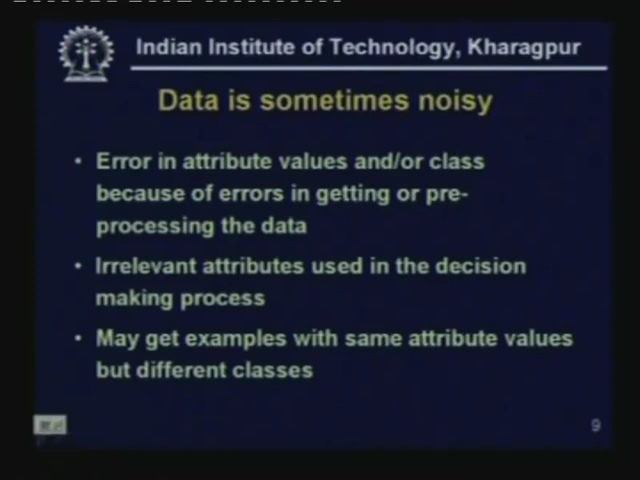 Indian Institute of Technology, Kharagpur
Data is sometimes noisy
• Error in attribute values and/or class
because of errors in getting or pre-
processing the data
• Irrelevant attributes used in the decision
making process
• May get examples with same attribute values
but different classes
9